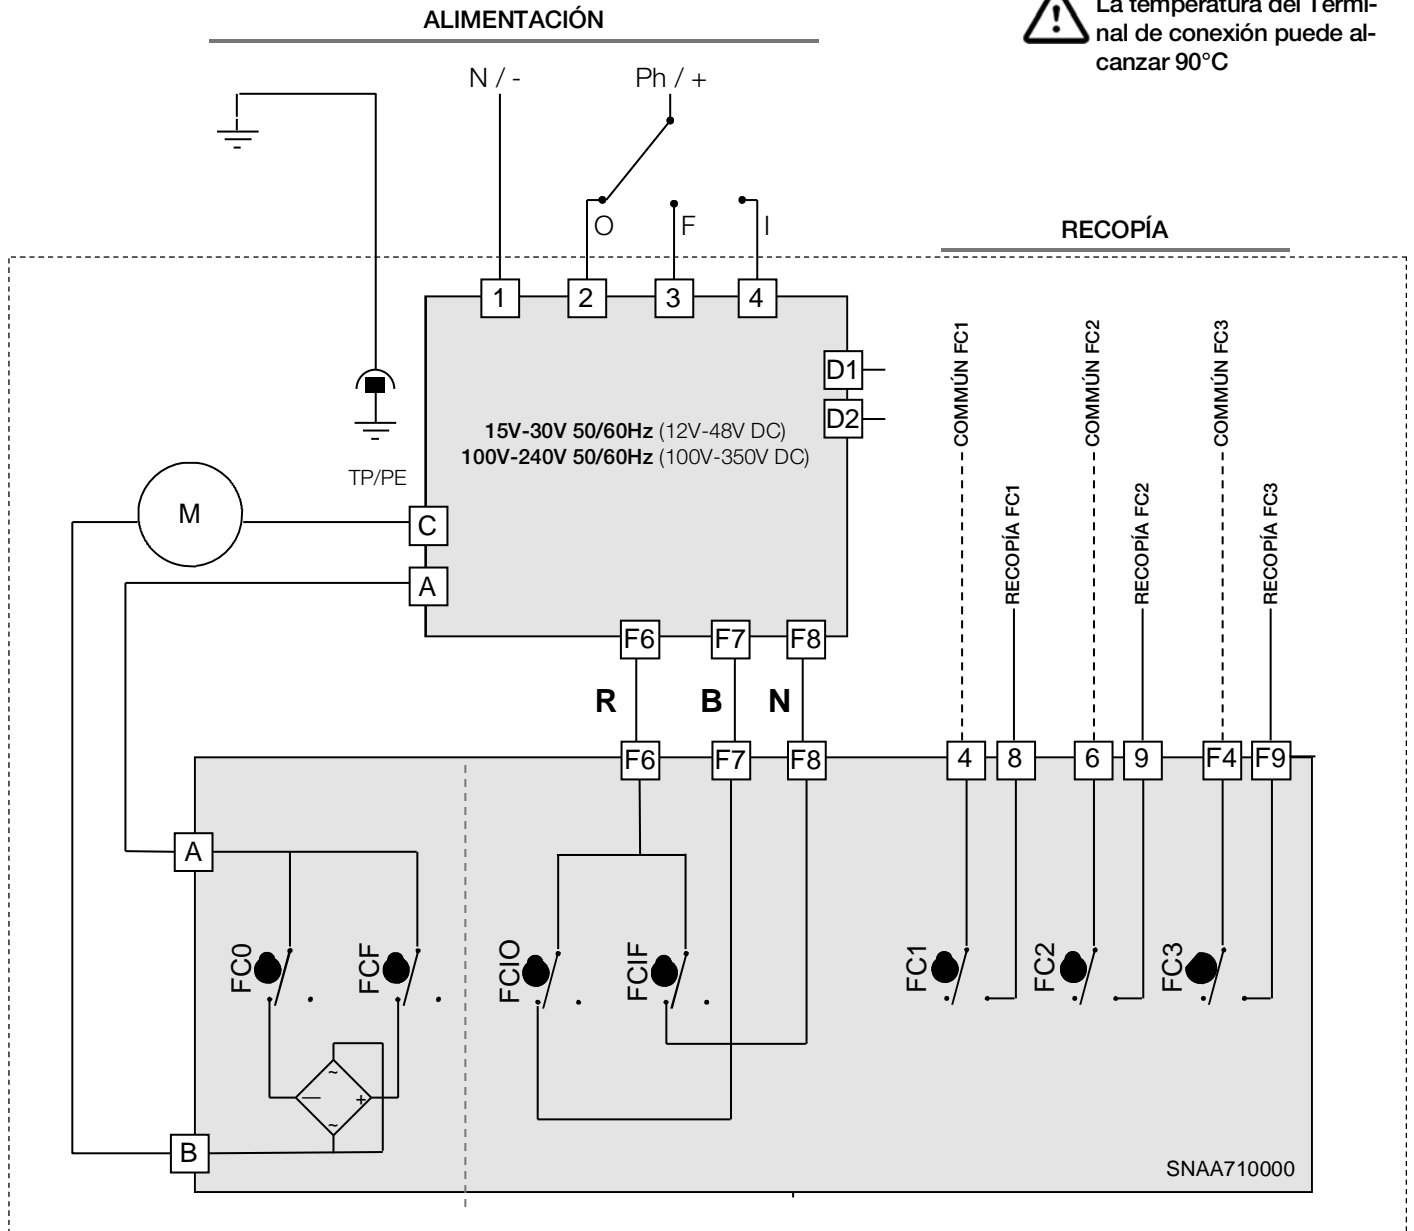 ALIMENTACIÓN
La temperatura del Termi-
nal de conexión puede al-
canzar 90°C
N / -
Ph / +
O
F
I
RECOPÍA
1
2
3
4
D1
D2
15V-30V 50/60Hz (12V-48V DC)
100V-240V 50/60Hz (100V-350V DC)
TP/PE
M
C
A
COMMÚN FC1
RECOPÍA FC1
COMMÚN FC2
RECOPÍA FC2
COMMÚN FC3
RECOPÍA FC3
F6
F7
F8
R
B
N
F6
F7
F8
4
8
6
9
F4
F9
A
FC0
FCF
FCIO
FCIF
FC1
FC2
FC3
~
—
+
~
B
SNAA710000